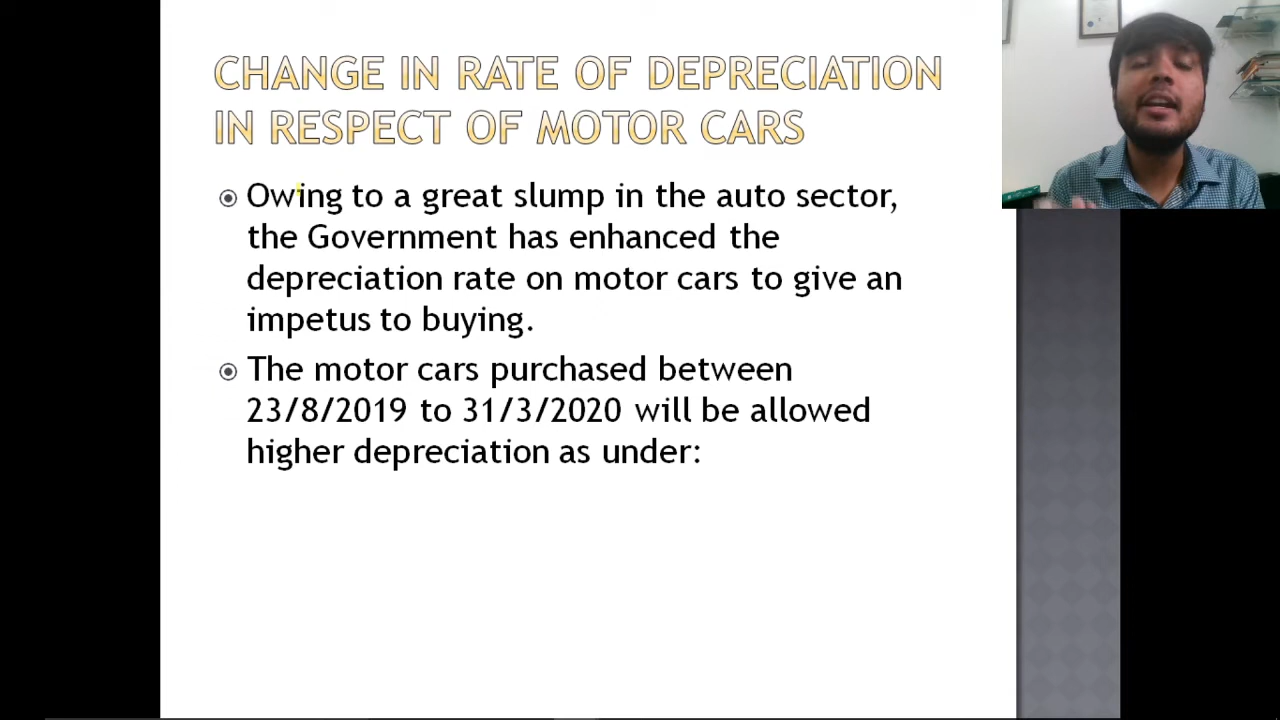 CHANGE IN RATE OF DEPRECIATION
IN RESPECT OF MOTOR CARS
Owing to a great slump in the auto sector,
the Government has enhanced the
depreciation rate on motor cars to give an
impetus to buying.
The motor cars purchased between
23/8/2019 to 31/3/2020 will be allowed
higher depreciation as under: